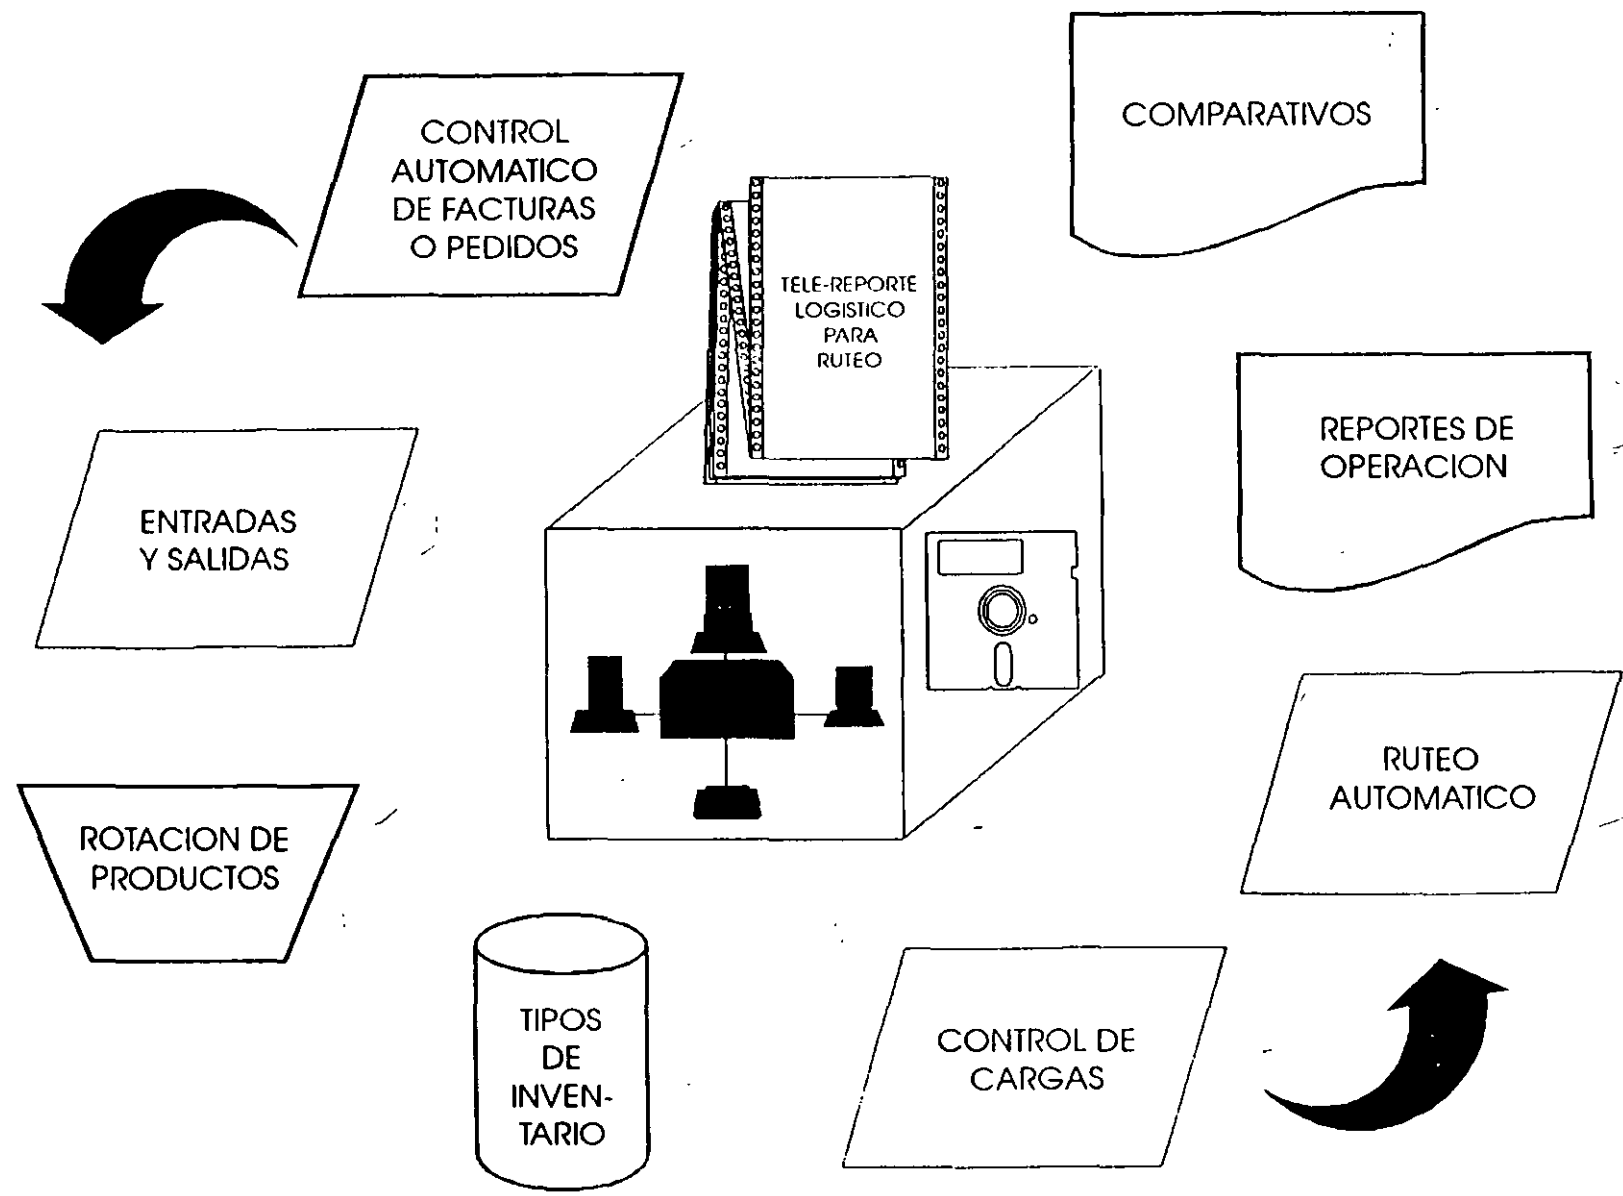 CONTROL
AUTOMATICO
DE FACTURAS
O PEDIDOS
COMPARATIVOS
TELE-REPORTE
LOGISTICO
PARA
RUTEO
REPORTES DE
OPERACION
ENTRADAS
Y SALIDAS
RUTEO
AUTOMATICO
ROTACION DE
PRODUCTOS
TIPOS
DE
INVEN-
TARIO
CONTROL DE
CARGAS